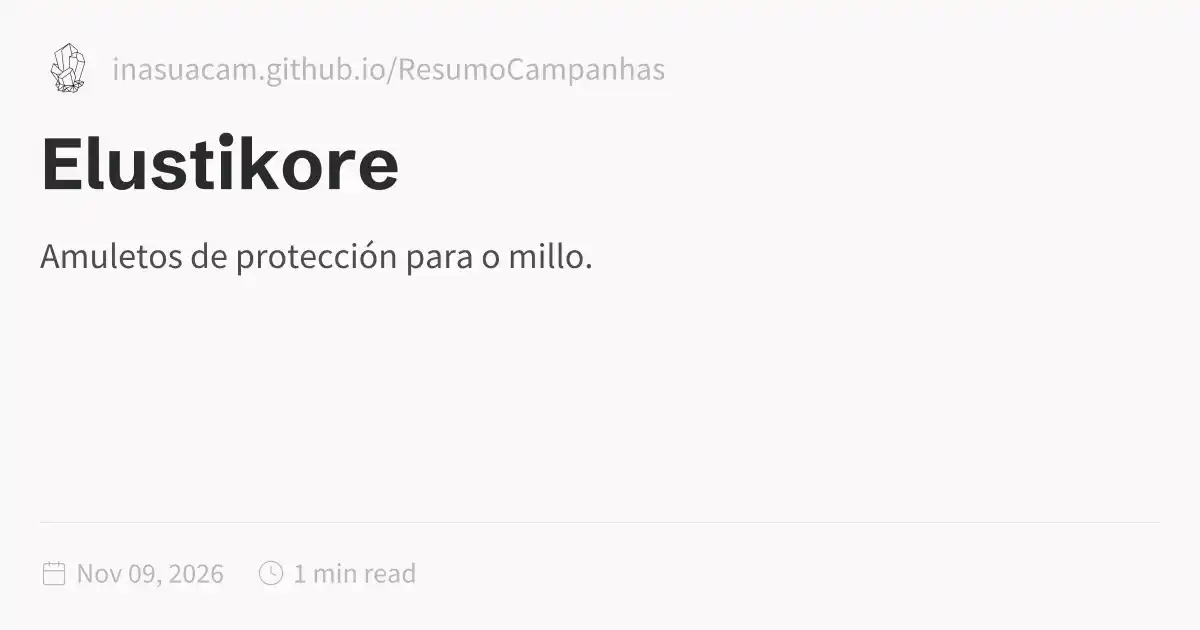 inasuacam.github.io/ResumoCampanhas
Elustikore
Amuletos de protección para o millo.
Nov 09, 2026 1 min read